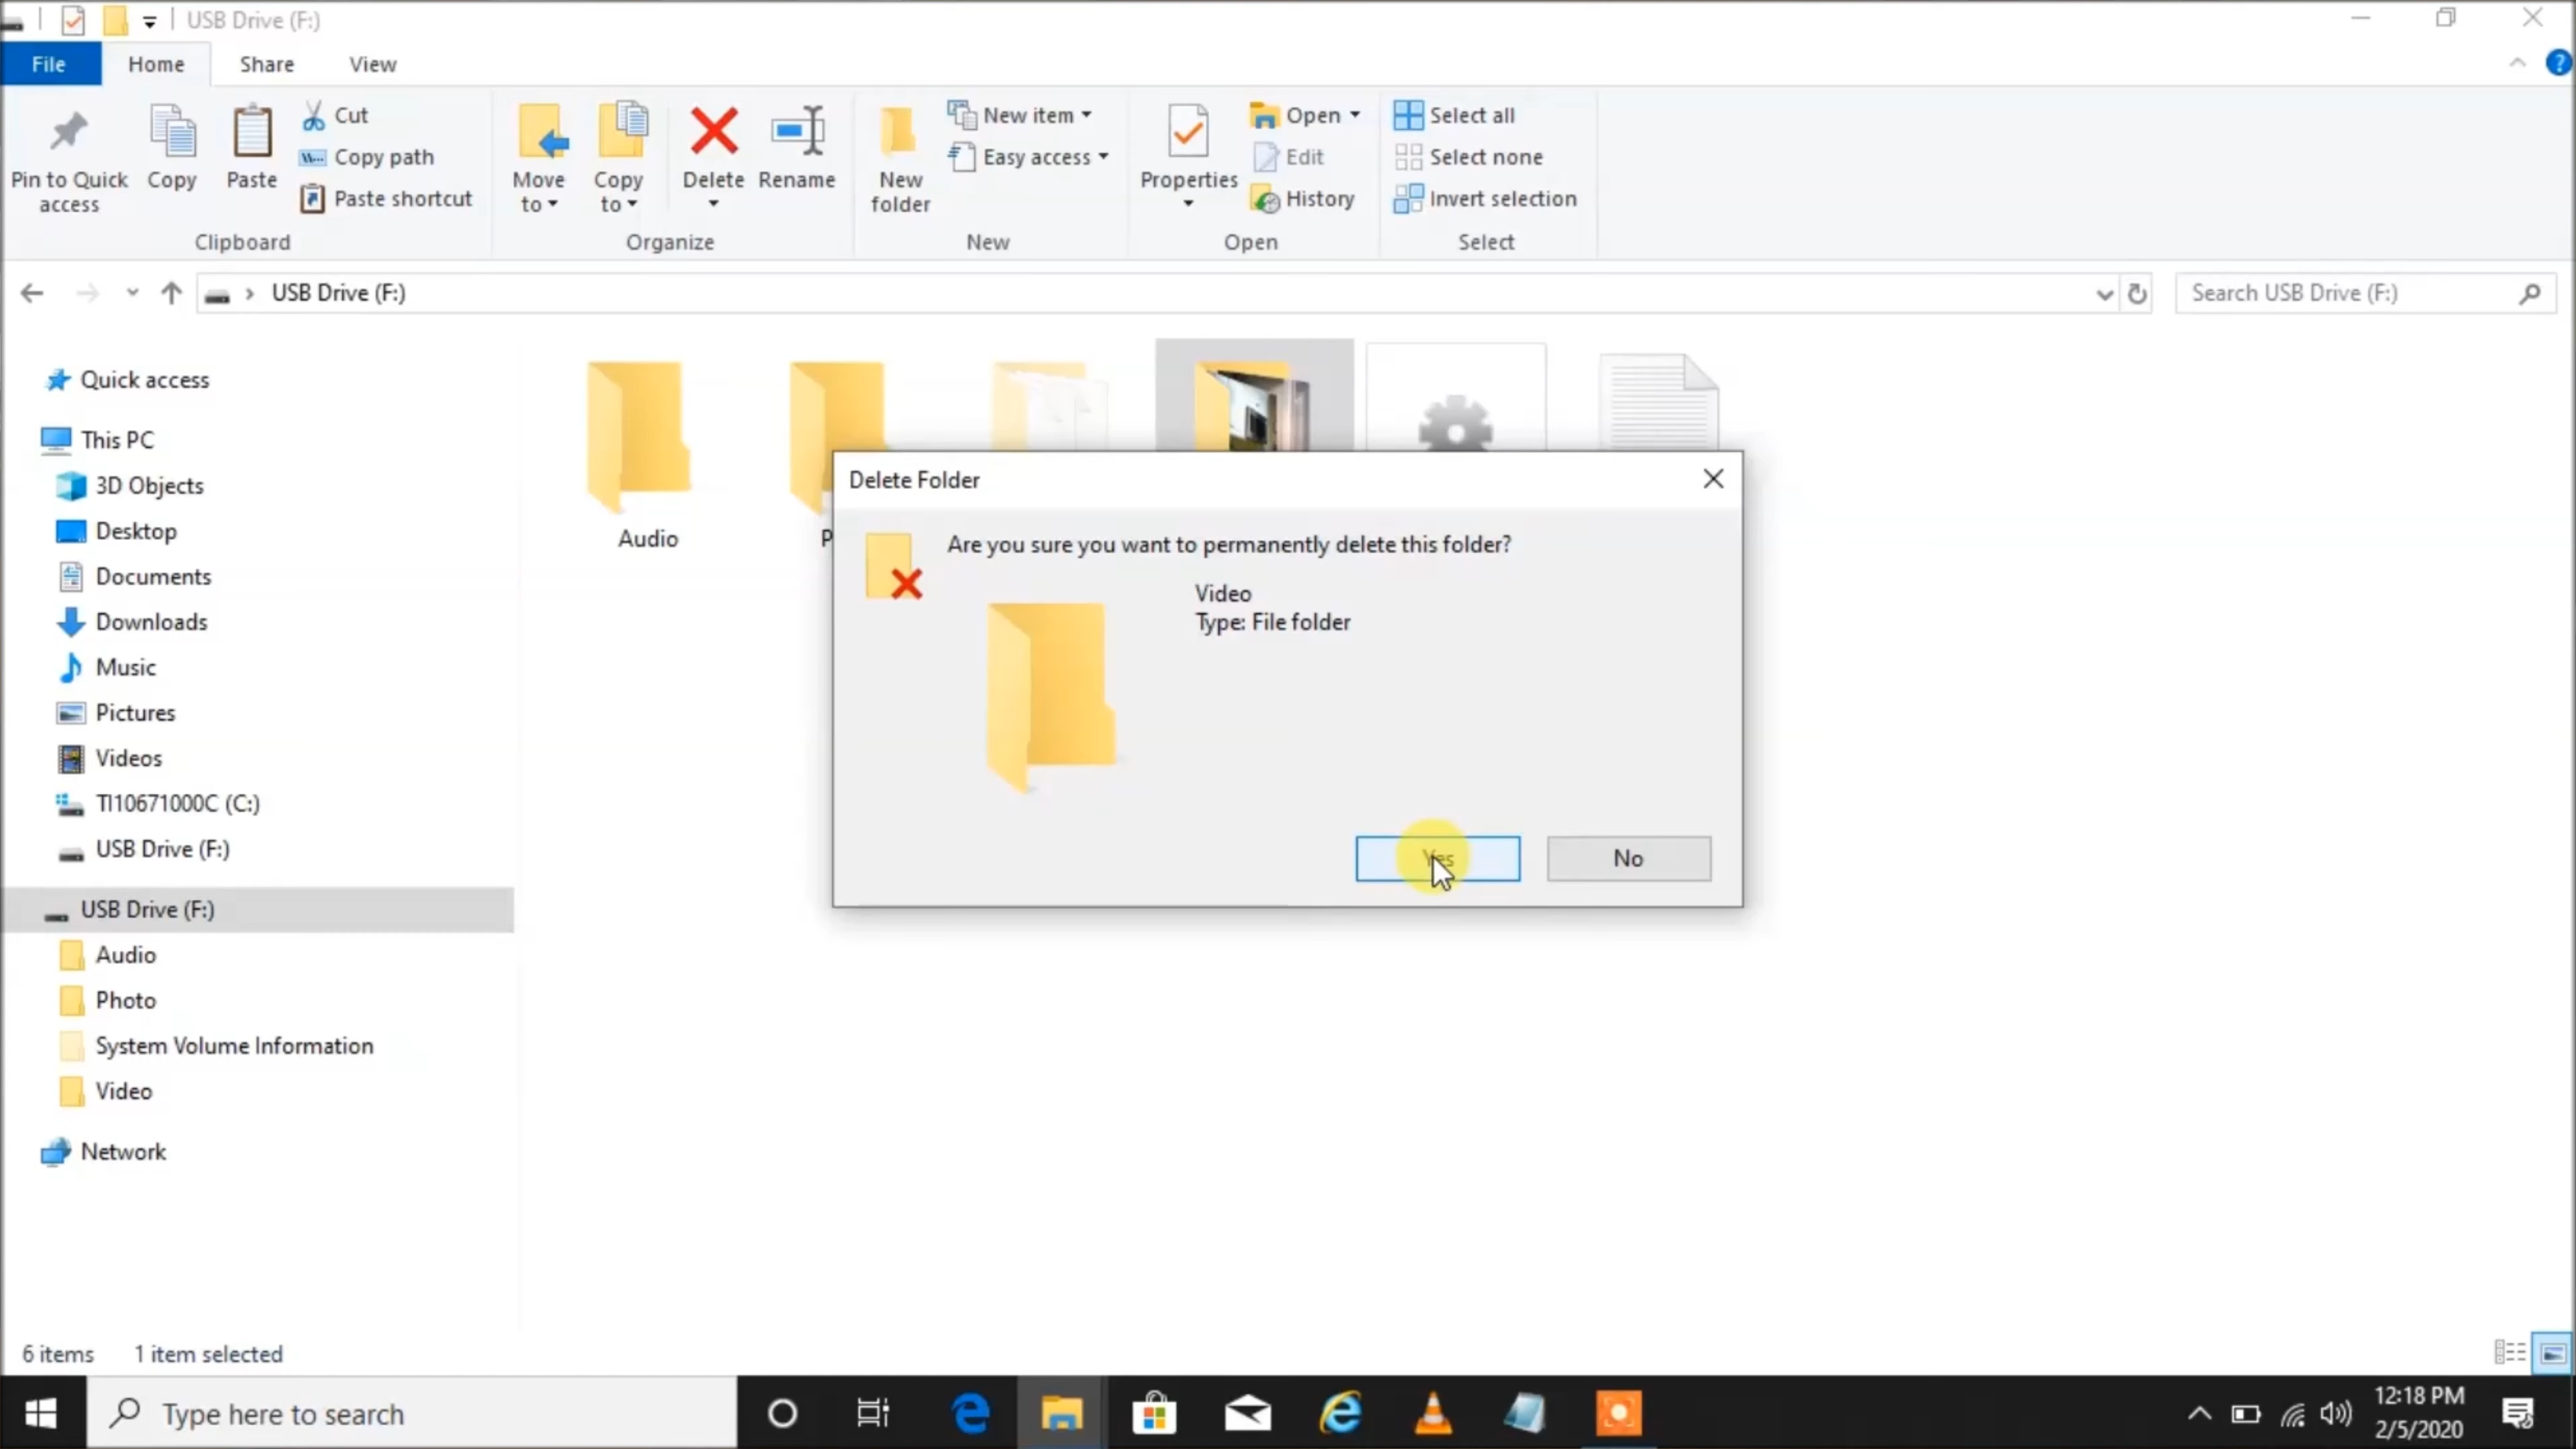 USB Drive (F:)
File Home Share View
Pin to Quick access
Copy
Paste
Cut
Copy path
Paste shortcut
Clipboard
Move to
Copy to
Delete
Rename
Organize
New folder
New item
Easy access
New
Properties
Open
Edit
History
Open
Select all
Select none
Invert selection
Select
USB Drive (F:)
Search USB Drive (F:)
Quick access
This PC
3D Objects
Desktop
Documents
Downloads
Music
Pictures
Videos
TI10671000C (C:)
USB Drive (F:)
USB Drive (F:)
Audio
Photo
System Volume Information
Video
Network
Audio
P
Delete Folder
Are you sure you want to permanently delete this folder?
Video
Type: File folder
Yes
No
6 items 1 item selected
Type here to search
12:18 PM
2/5/2020